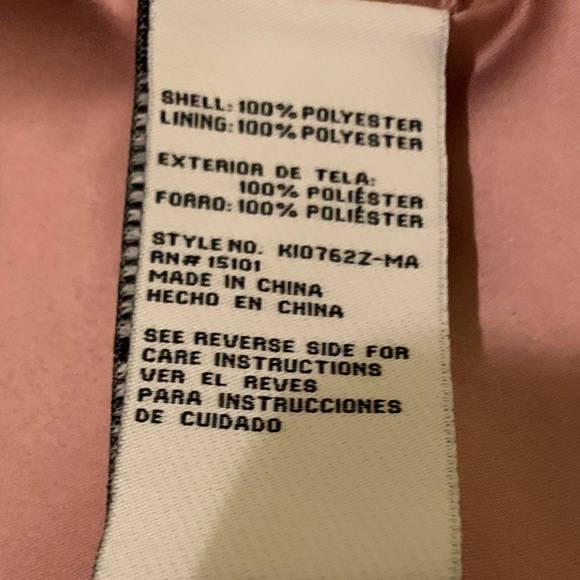 SHELL: 100% POLYESTER
LINING: 100% POLYESTER
EXTERIOR DE TELA:
100% POLIÉSTER
FORRO: 100% POLIÉSTER
STYLE NO. KI0762Z-MA
RN# 15101
MADE IN CHINA
HECHO EN CHINA
SEE REVERSE SIDE FOR
CARE INSTRUCTIONS
VER EL REVES
PARA INSTRUCCIONES
DE CUIDADO